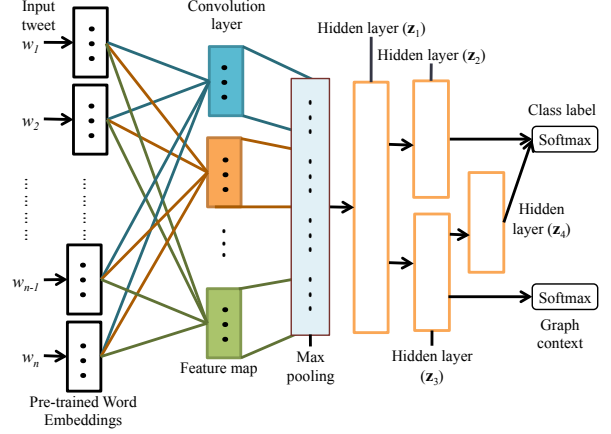 Input
tweet
Convolution
layer
Hidden layer (z₁)
Hidden layer (z₂)
w₁
w₂
wₙ₋₁
wₙ
Class label
Softmax
Hidden
layer (z₄)
Softmax
Graph
context
Hidden layer
(z₃)
Max
pooling
Feature map
Pre-trained Word
Embeddings